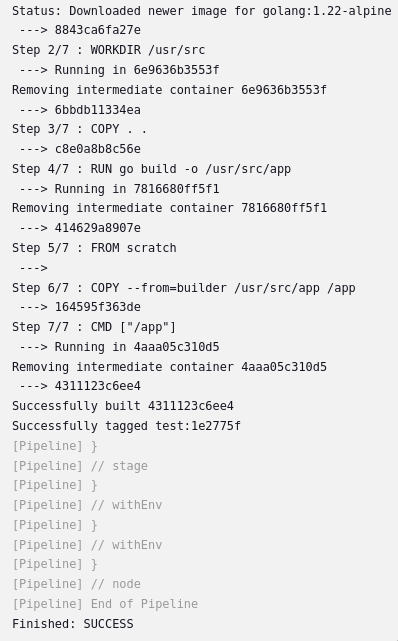 Status: Downloaded newer image for golang:1.22-alpine
 ---> 8843ca6fa27e
Step 2/7 : WORKDIR /usr/src
 ---> Running in 6e9636b3553f
Removing intermediate container 6e9636b3553f
 ---> 6bbdb11334ea
Step 3/7 : COPY . .
 ---> c8e0a8b8c56e
Step 4/7 : RUN go build -o /usr/src/app
 ---> Running in 7816680ff5f1
Removing intermediate container 7816680ff5f1
 ---> 414629a8907e
Step 5/7 : FROM scratch
 --->
Step 6/7 : COPY --from=builder /usr/src/app /app
 ---> 164595f363de
Step 7/7 : CMD ["/app"]
 ---> Running in 4aaa05c310d5
Removing intermediate container 4aaa05c310d5
 ---> 4311123c6ee4
Successfully built 4311123c6ee4
Successfully tagged test:1e2775f
[Pipeline] }
[Pipeline] // stage
[Pipeline] }
[Pipeline] // withEnv
[Pipeline] }
[Pipeline] // withEnv
[Pipeline] }
[Pipeline] // node
[Pipeline] End of Pipeline
Finished: SUCCESS